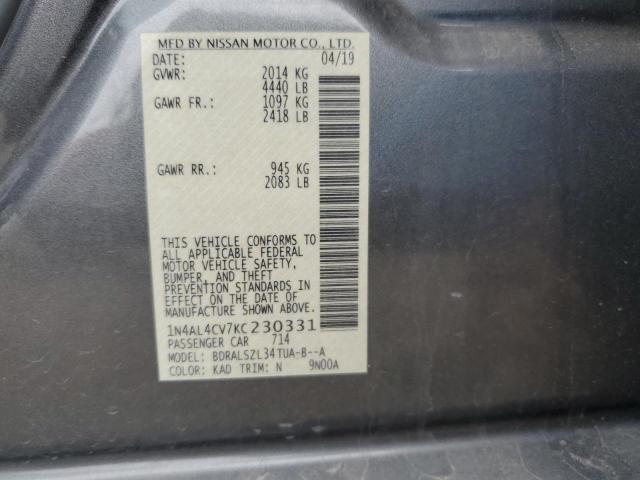 MFD BY NISSAN MOTOR CO., LTD.
DATE: 04/19
GVWR: 2014 KG
4440 LB
GAWR FR.: 1097 KG
2418 LB
GAWR RR.: 945 KG
2083 LB
THIS VEHICLE CONFORMS TO
ALL APPLICABLE FEDERAL
MOTOR VEHICLE SAFETY,
BUMPER, AND THEFT
PREVENTION STANDARDS IN
EFFECT ON THE DATE OF
MANUFACTURE SHOWN ABOVE.
1N4AL4CV7KC230331
PASSENGER CAR 714
MODEL: BDRALSZL34TUA-B--A
COLOR: KAD TRIM: N 9N00A